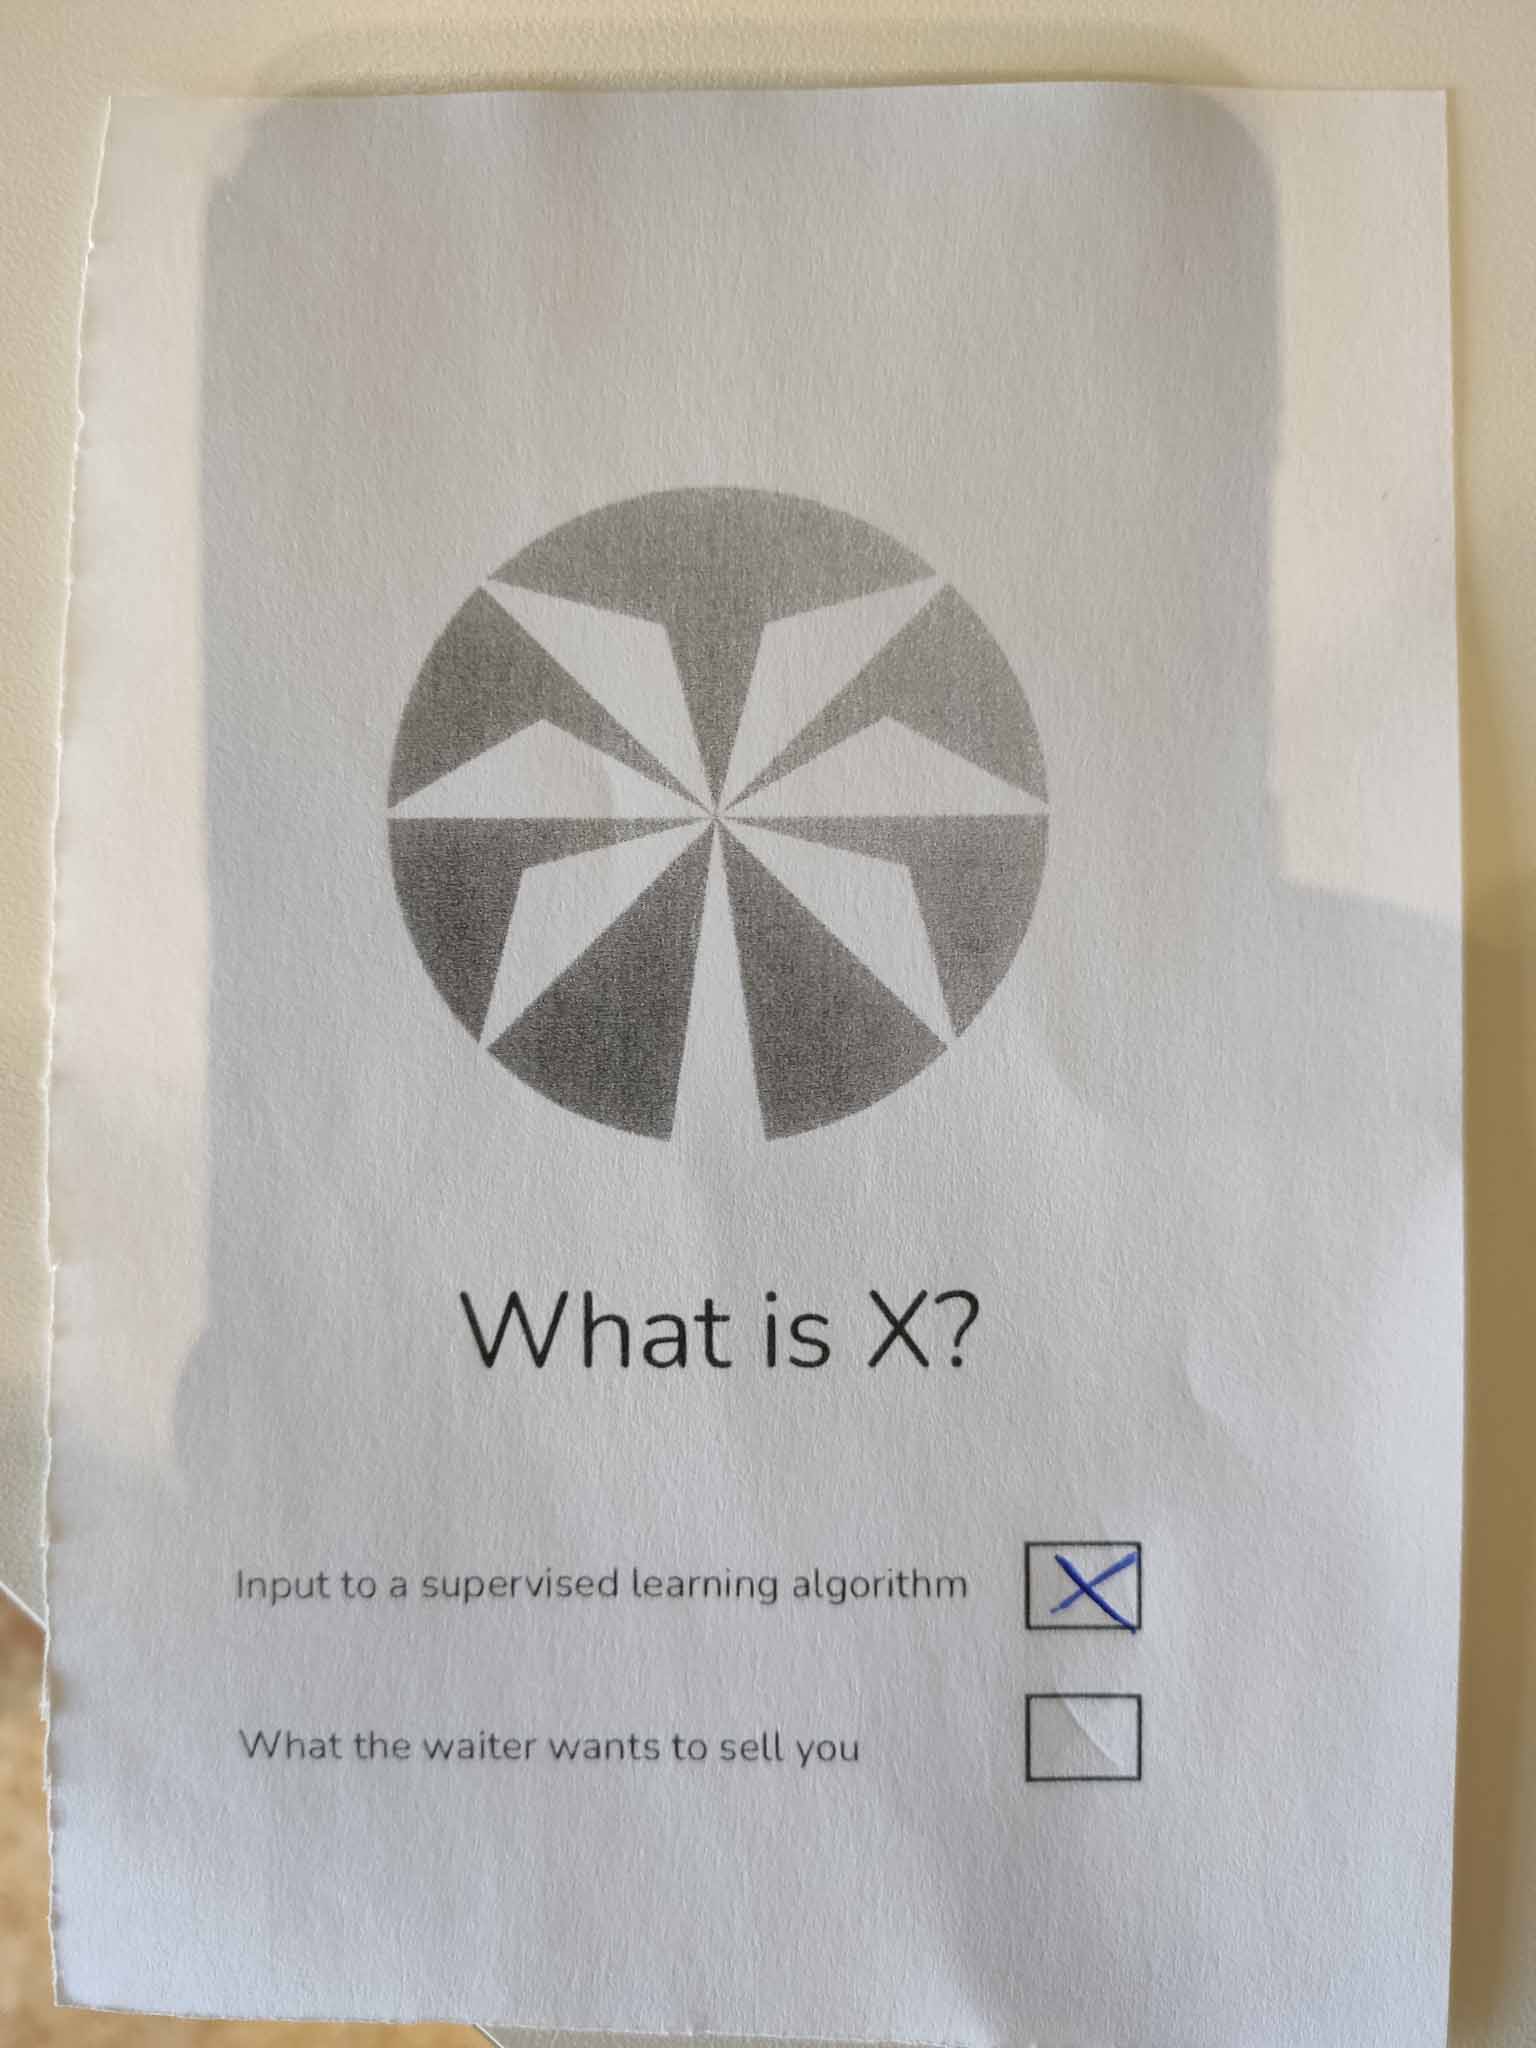 What is X?
Input to a supervised learning algorithm X
What the waiter wants to sell you